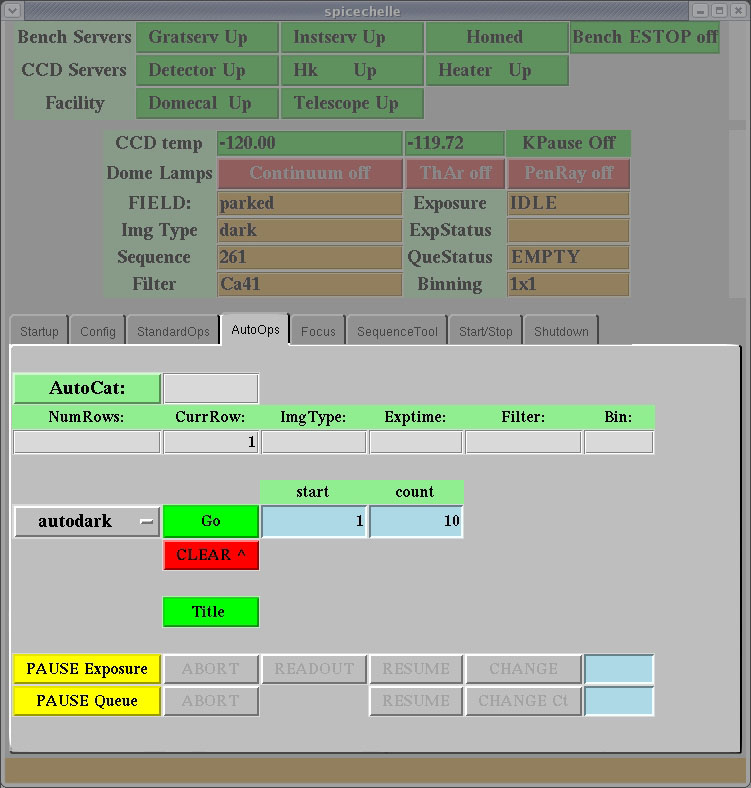 spicechelle
Bench Servers Gratserv Up Instserv Up Homed Bench ESTOP off
CCD Servers Detector Up Hk Up Heater Up
Facility Domecal Up Telescope Up
CCD temp -120.00 -119.72 KPause Off
Dome Lamps Continuum off ThAr off PenRay off
FIELD: parked Exposure IDLE
Img Type dark ExpStatus
Sequence 261 QueStatus EMPTY
Filter Ca41 Binning 1x1
Startup Config StandardOps AutoOps Focus SequenceTool Start/Stop Shutdown
AutoCat:
NumRows: CurrRow: ImgType: Exptime: Filter: Bin:
1
start count
autodark Go 1 10
CLEAR ^
Title
PAUSE Exposure ABORT READOUT RESUME CHANGE
PAUSE Queue ABORT RESUME CHANGE Ct